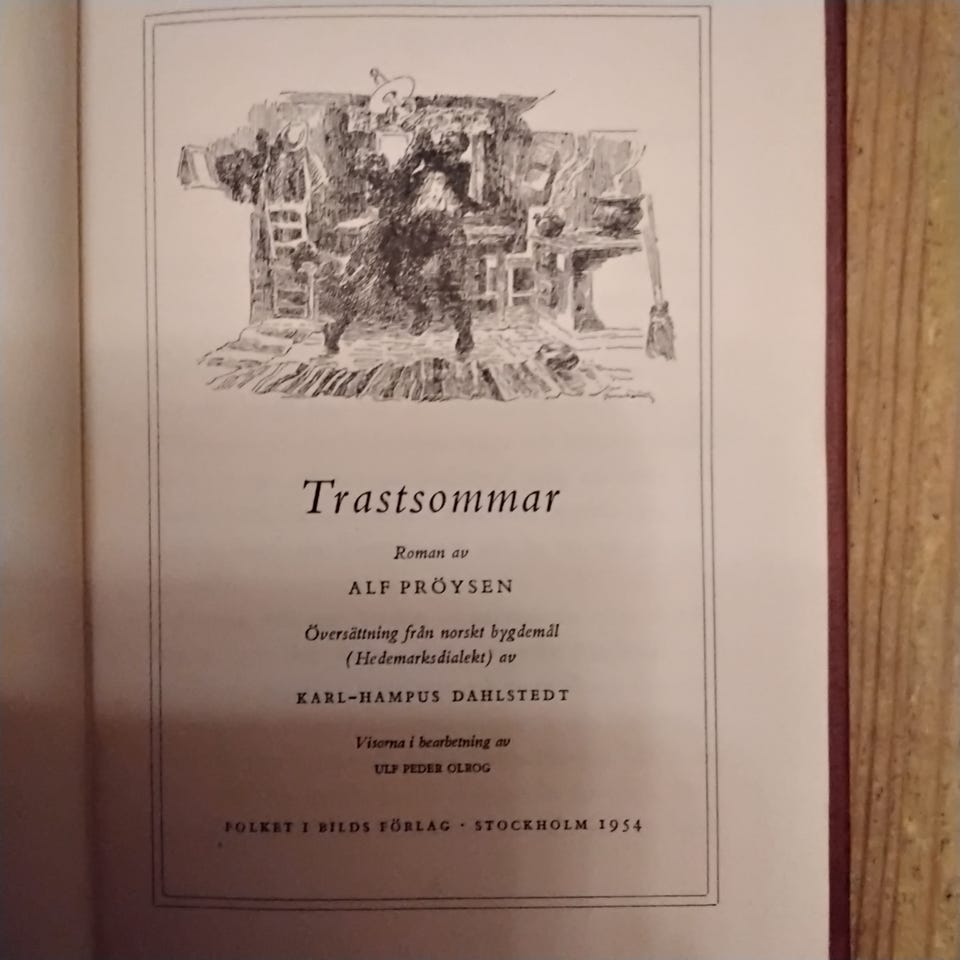 Trastsommar
Roman av
ALF PRÖYSEN
Översättning från norskt bygdemål
(Hedemarksdialekt) av
KARL-HAMPUS DAHLSTEDT
Visorna i bearbetning av
ULF PEDER OLROG
FOLKET I BILDS FÖRLAG · STOCKHOLM 1954